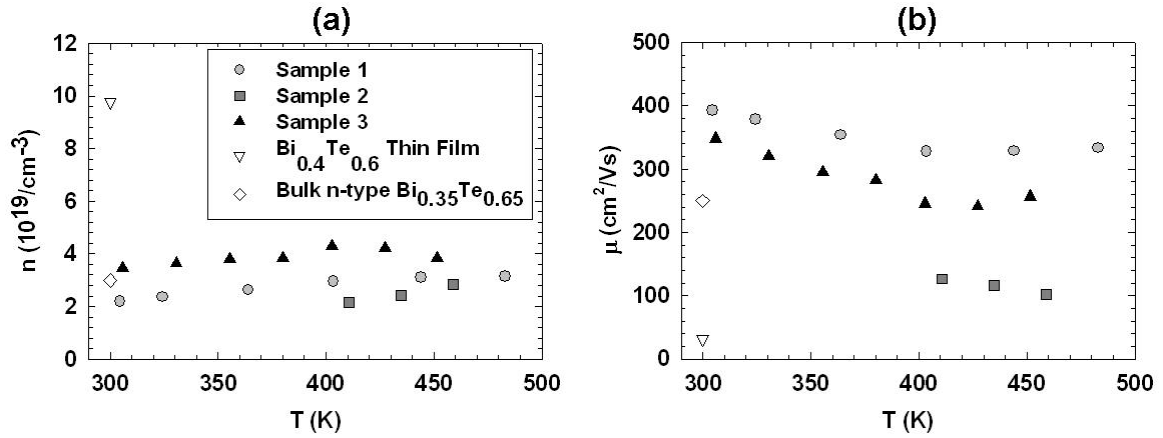 (a)
12
10
8
6
4
2
0
n (10^19/cm^-3)
Sample 1
Sample 2
Sample 3
Bi0.4Te0.6 Thin Film
Bulk n-type Bi0.35Te0.65
300 350 400 450 500
T (K)
(b)
500
400
300
200
100
0
μ (cm^2/Vs)
300 350 400 450 500
T (K)